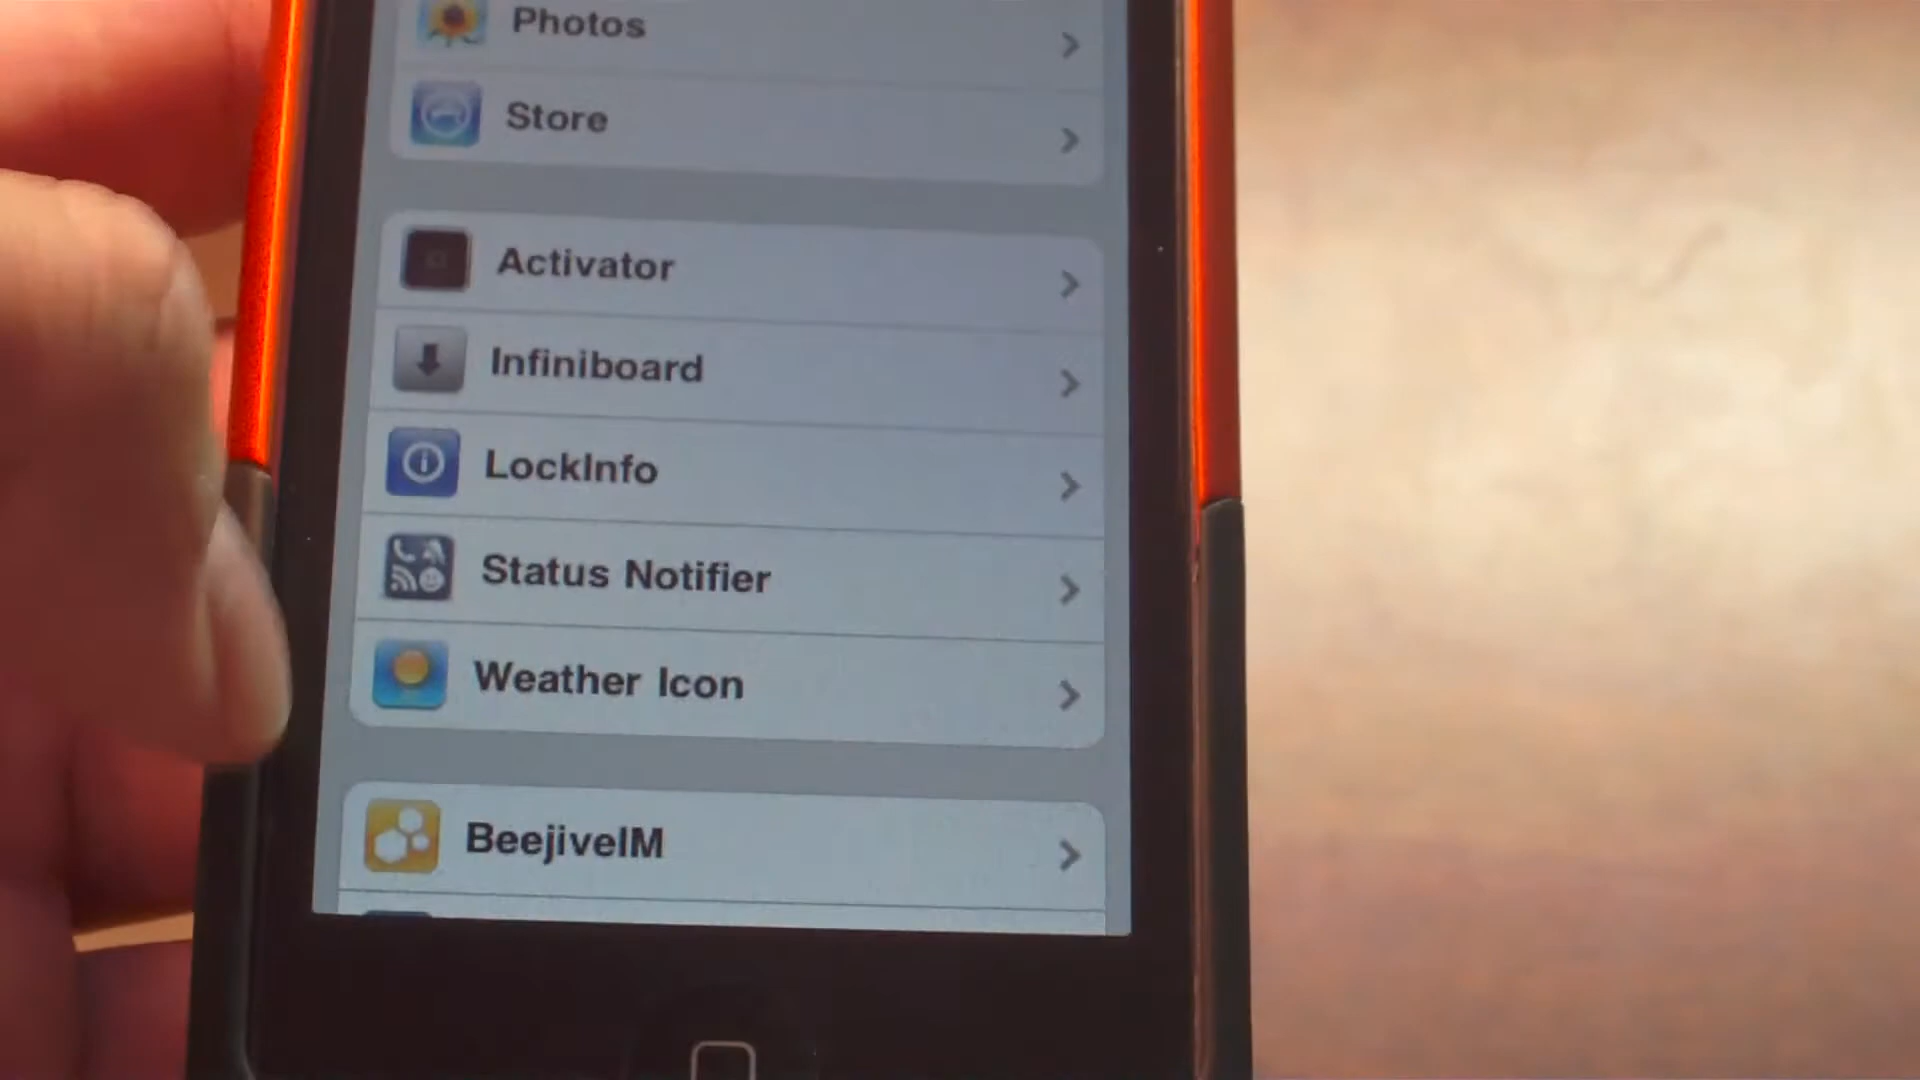 Photos
Store
Activator
Infiniboard
LockInfo
Status Notifier
Weather Icon
BeejiveIM